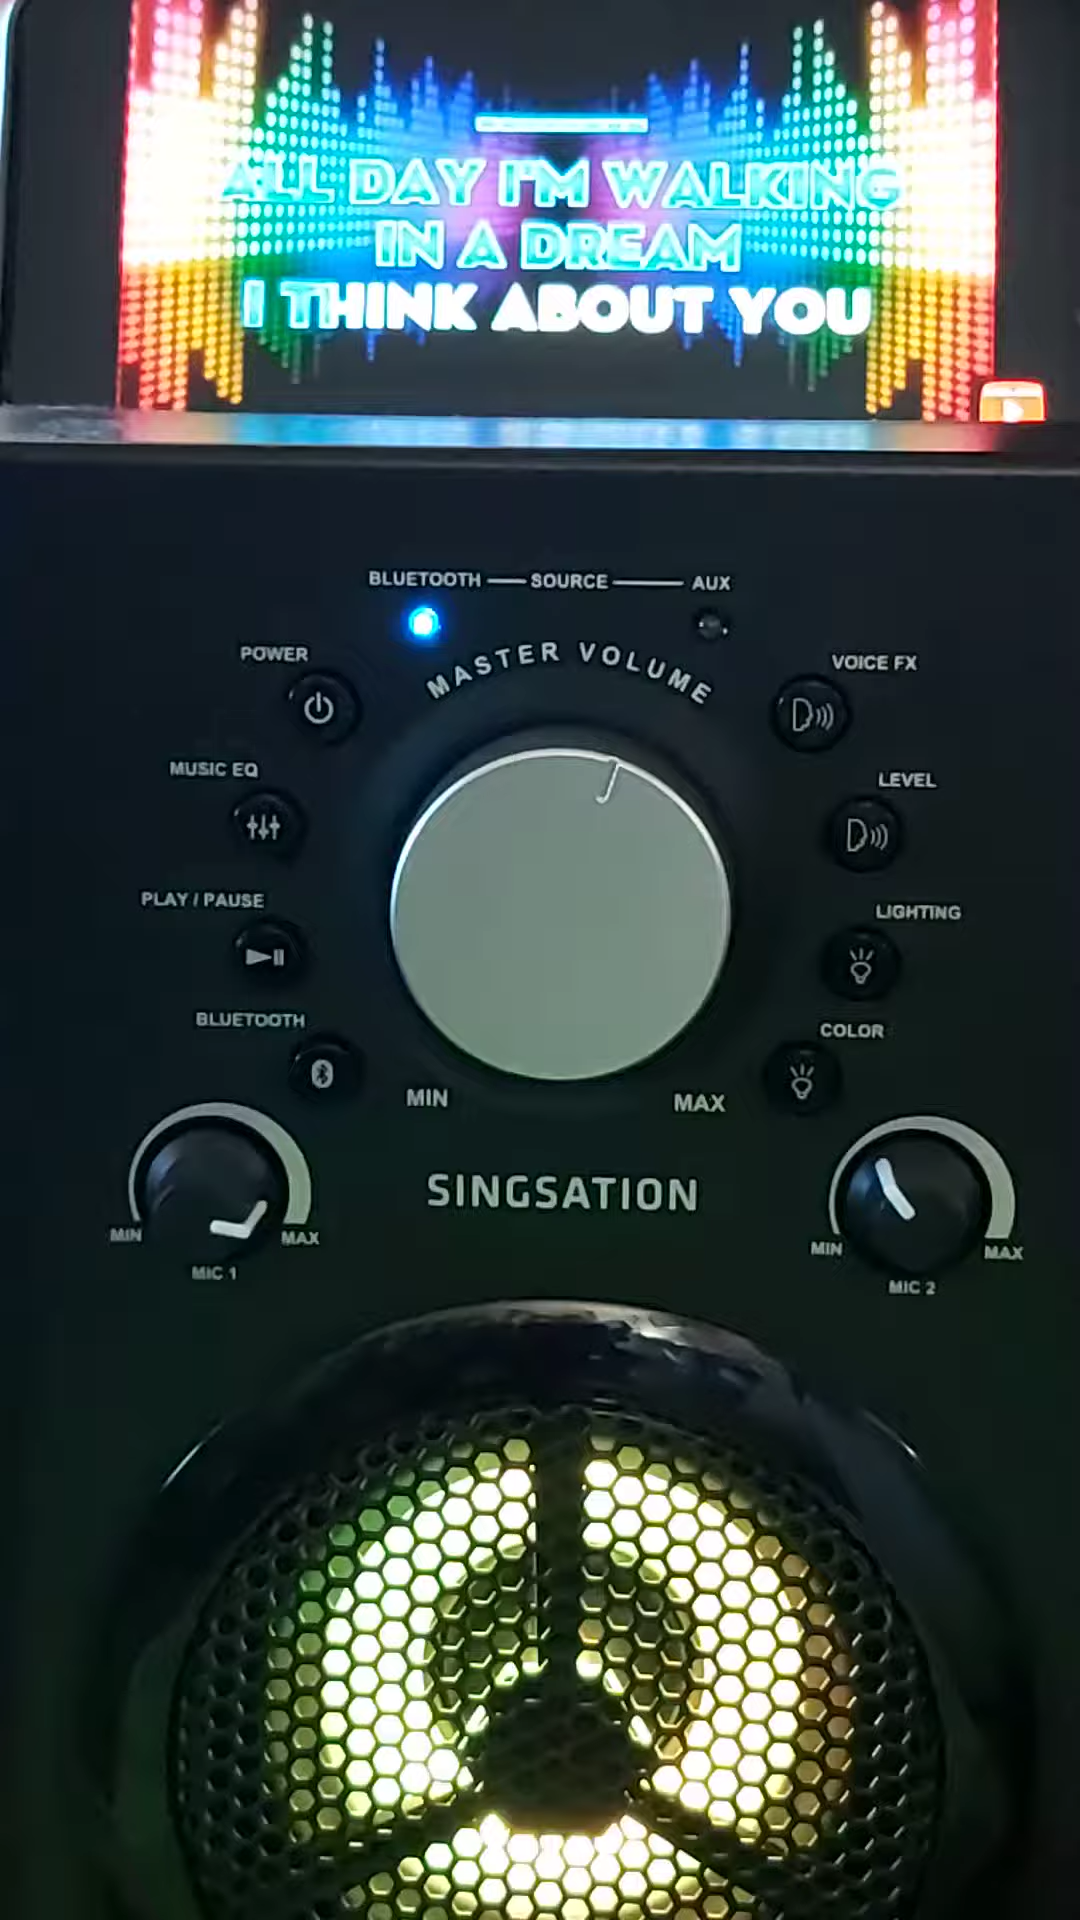 ALL DAY I'M WALKING
IN A DREAM
I THINK ABOUT YOU
BLUETOOTH SOURCE AUX
MASTER VOLUME
POWER
VOICE FX
MUSIC EQ
LEVEL
PLAY / PAUSE
LIGHTING
BLUETOOTH
COLOR
MIN
MAX
SINGSATION
MIN
MAX
MIC 1
MIN
MAX
MIC 2